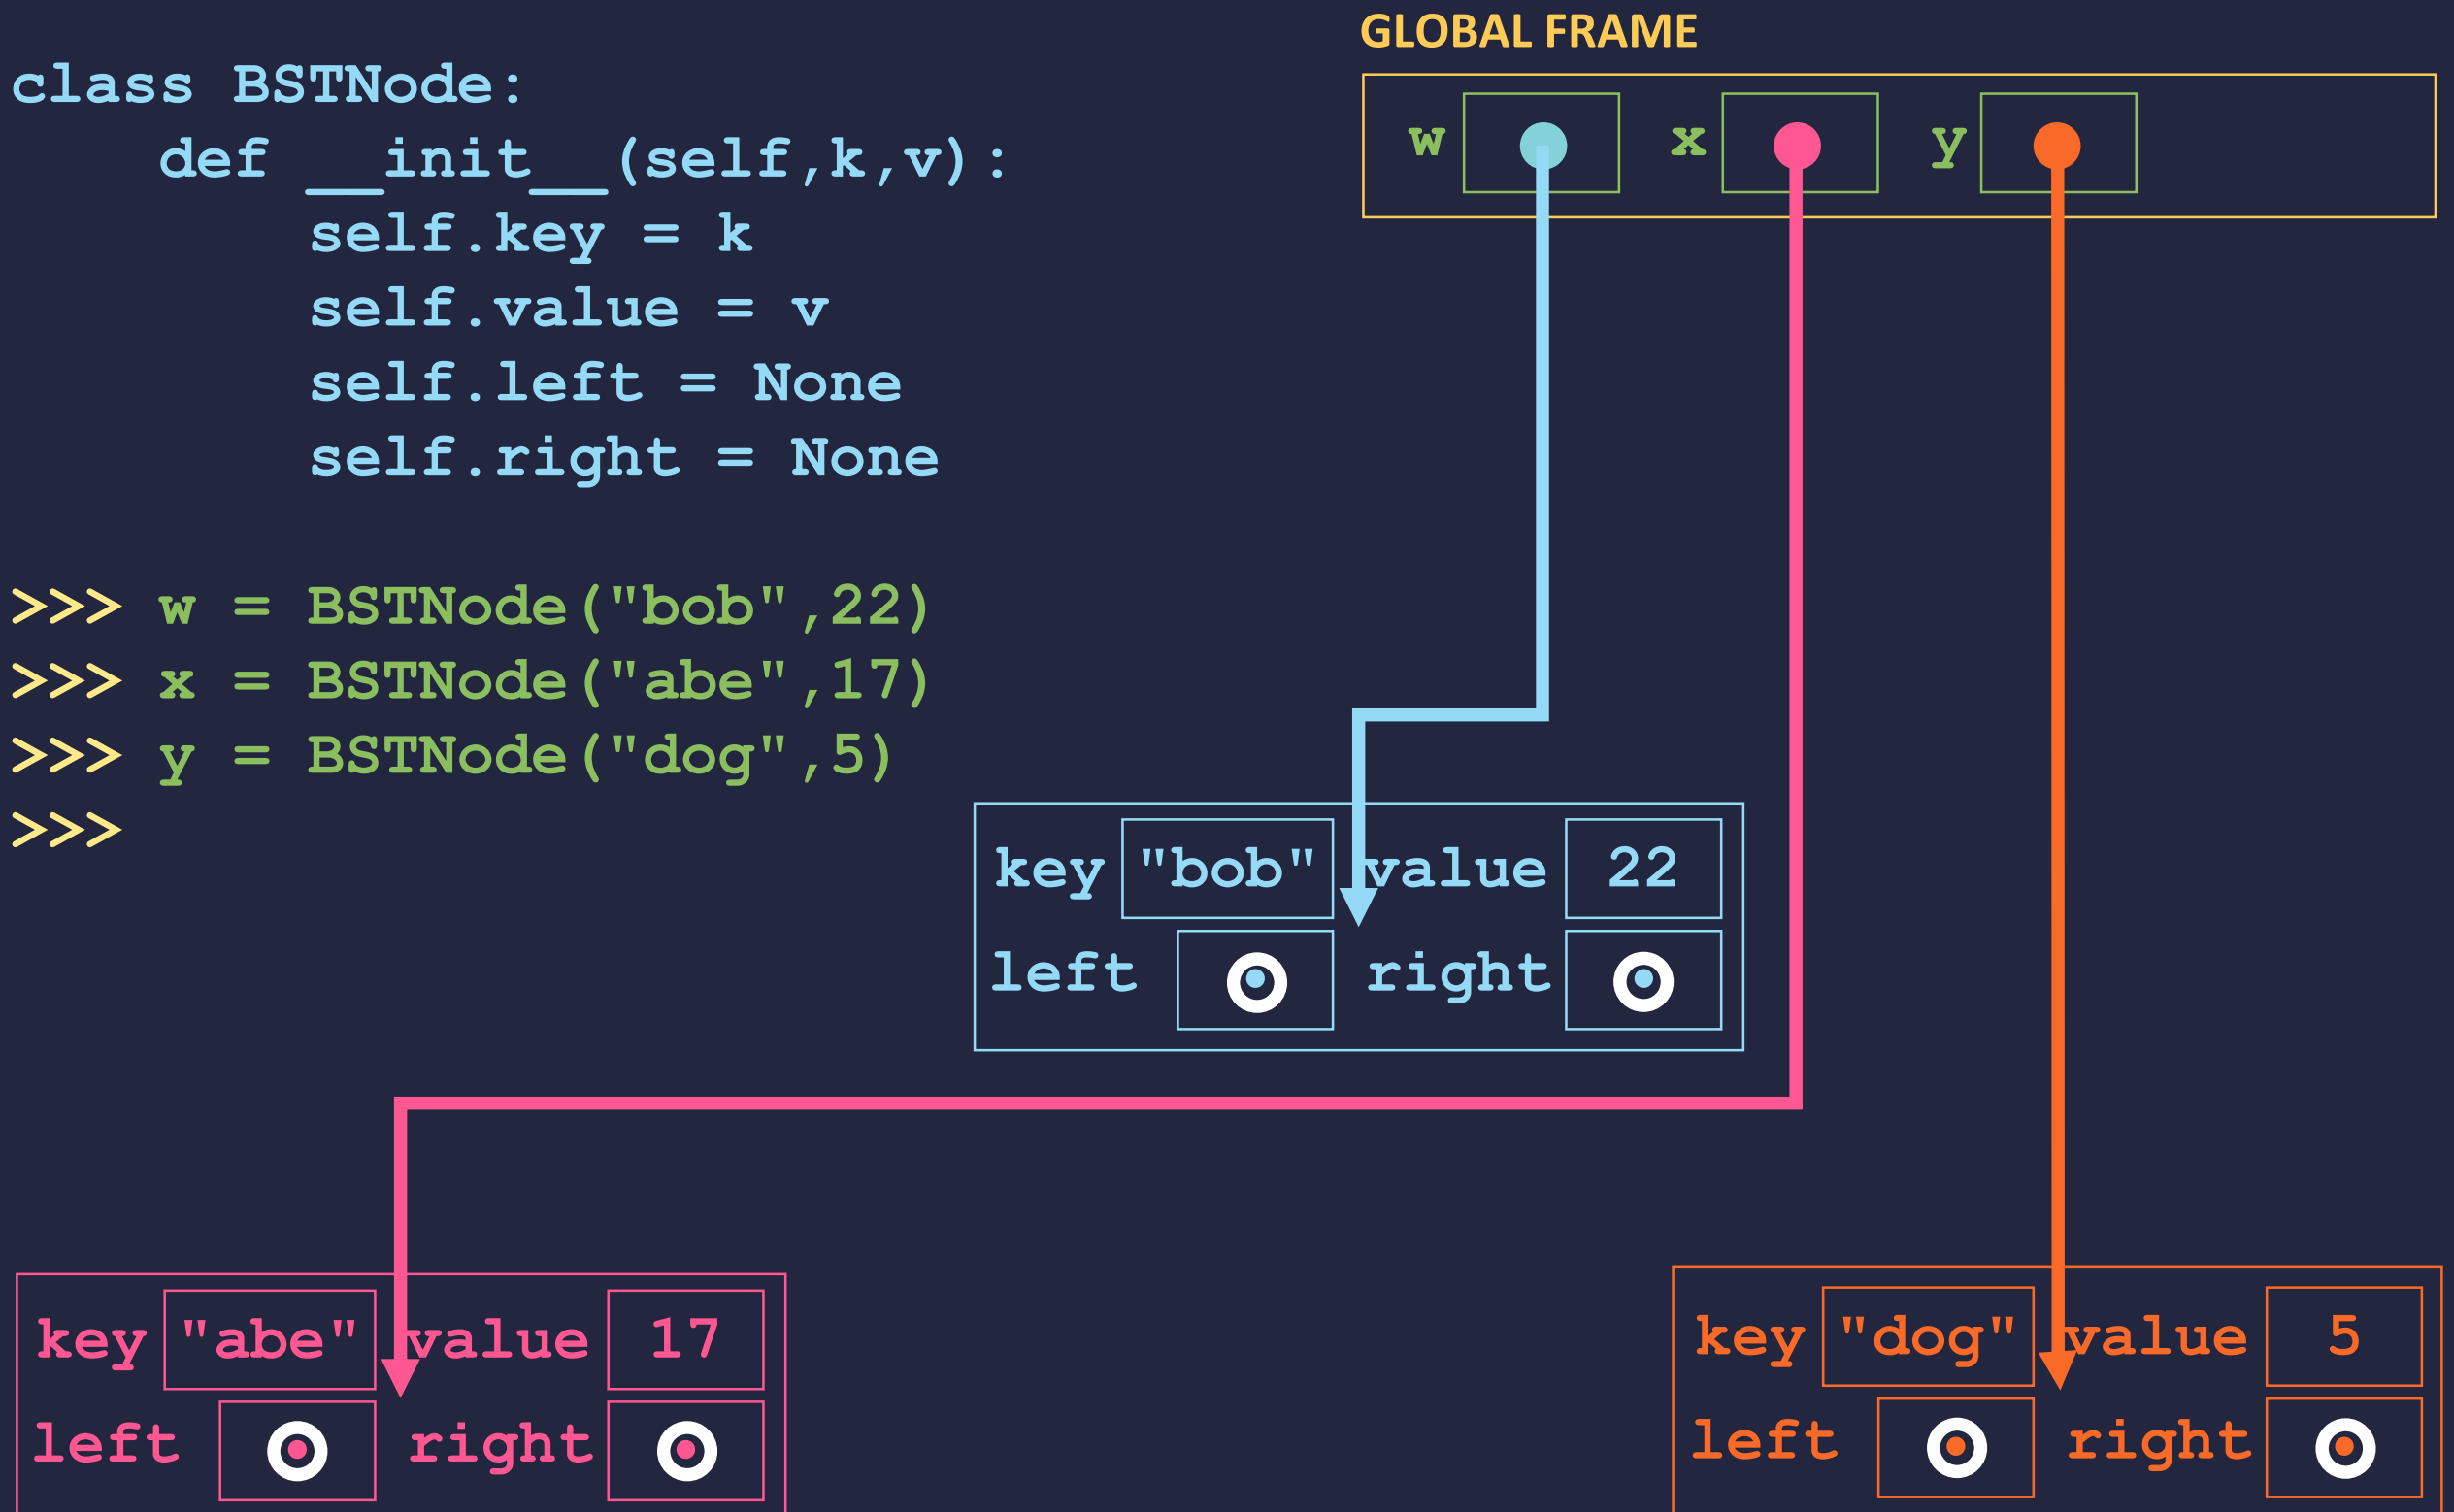 class BSTNode:
    def __init__(self,k,v):
        self.key = k
        self.value = v
        self.left = None
        self.right = None
>>> w = BSTNode("bob",22)
>>> x = BSTNode("abe",17)
>>> y = BSTNode("dog",5)
>>>
GLOBAL FRAME
w x y
key "bob" value 22
left right
key "abe" value 17
left right
key "dog" value 5
left right